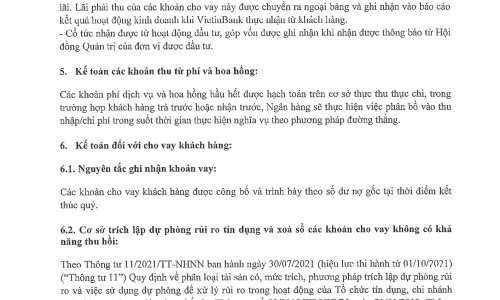 lãi. Lãi phải thu của các khoản cho vay này được chuyển ra ngoại bảng và ghi nhận vào báo cáo
kết quả hoạt động kinh doanh khi VietinBank thực nhận từ khách hàng.
- Cổ tức nhận được từ hoạt động đầu tư, góp vốn được ghi nhận khi nhận được thông báo từ Hội
đồng Quản trị của đơn vị được đầu tư.
5. Kế toán các khoản thu từ phí và hoa hồng:
Các khoản phí dịch vụ và hoa hồng hầu hết được hạch toán trên cơ sở thực thu thực chi, trong
trường hợp khách hàng trả trước hoặc nhận trước, Ngân hàng sẽ thực hiện việc phân bổ vào thu
nhập/chi phí trong suốt thời gian thực hiện nghĩa vụ theo phương pháp đường thẳng.
6. Kế toán đối với cho vay khách hàng:
6.1. Nguyên tắc ghi nhận khoản vay:
Các khoản cho vay khách hàng được công bố và trình bày theo số dư nợ gốc tại thời điểm kết
thúc quý.
6.2. Cơ sở trích lập dự phòng rủi ro tín dụng và xoá sổ các khoản cho vay không có khả
năng thu hồi:
Theo Thông tư 11/2021/TT-NHNN ban hành ngày 30/07/2021 (hiệu lực thi hành từ 01/10/2021)
("Thông tư 11") Quy định về phân loại tài sản có, mức trích, phương pháp trích lập dự phòng rủi
ro và việc sử dụng dự phòng để xử lý rủi ro trong hoạt động của Tổ chức tín dụng, chi nhánh